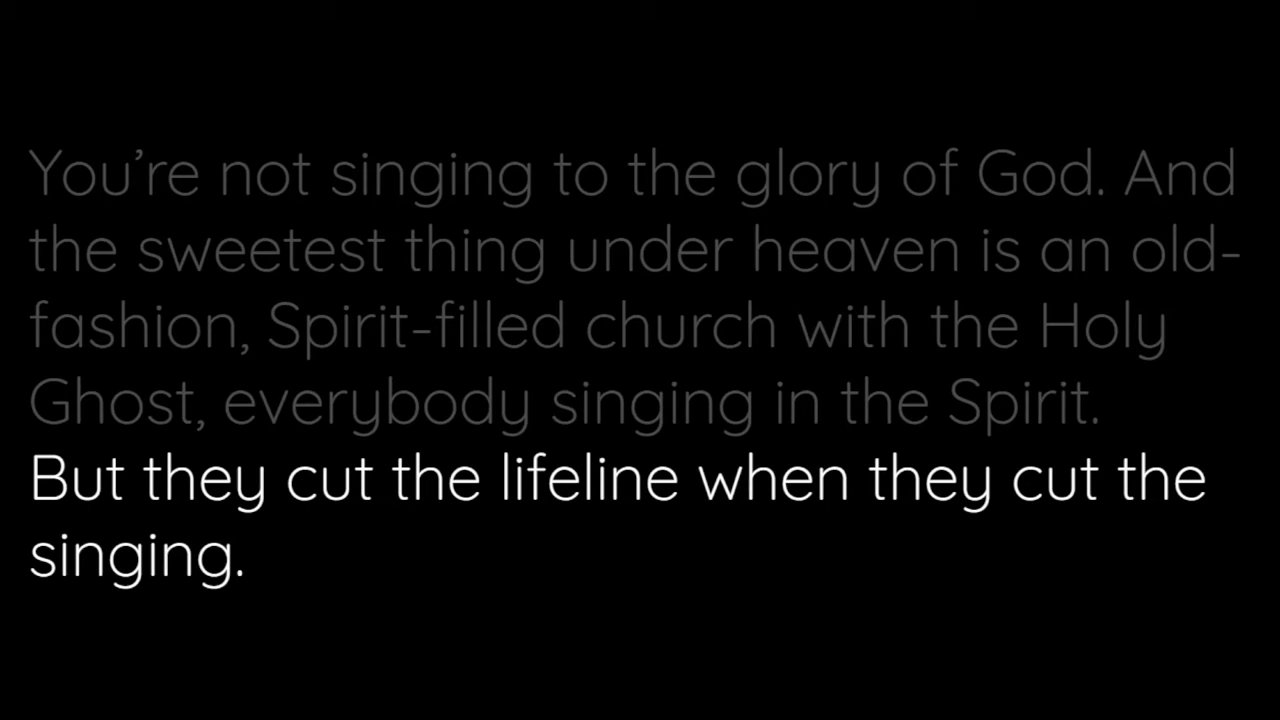 You’re not singing to the glory of God. And
the sweetest thing under heaven is an old-
fashion, Spirit-filled church with the Holy
Ghost, everybody singing in the Spirit.
But they cut the lifeline when they cut the
singing.